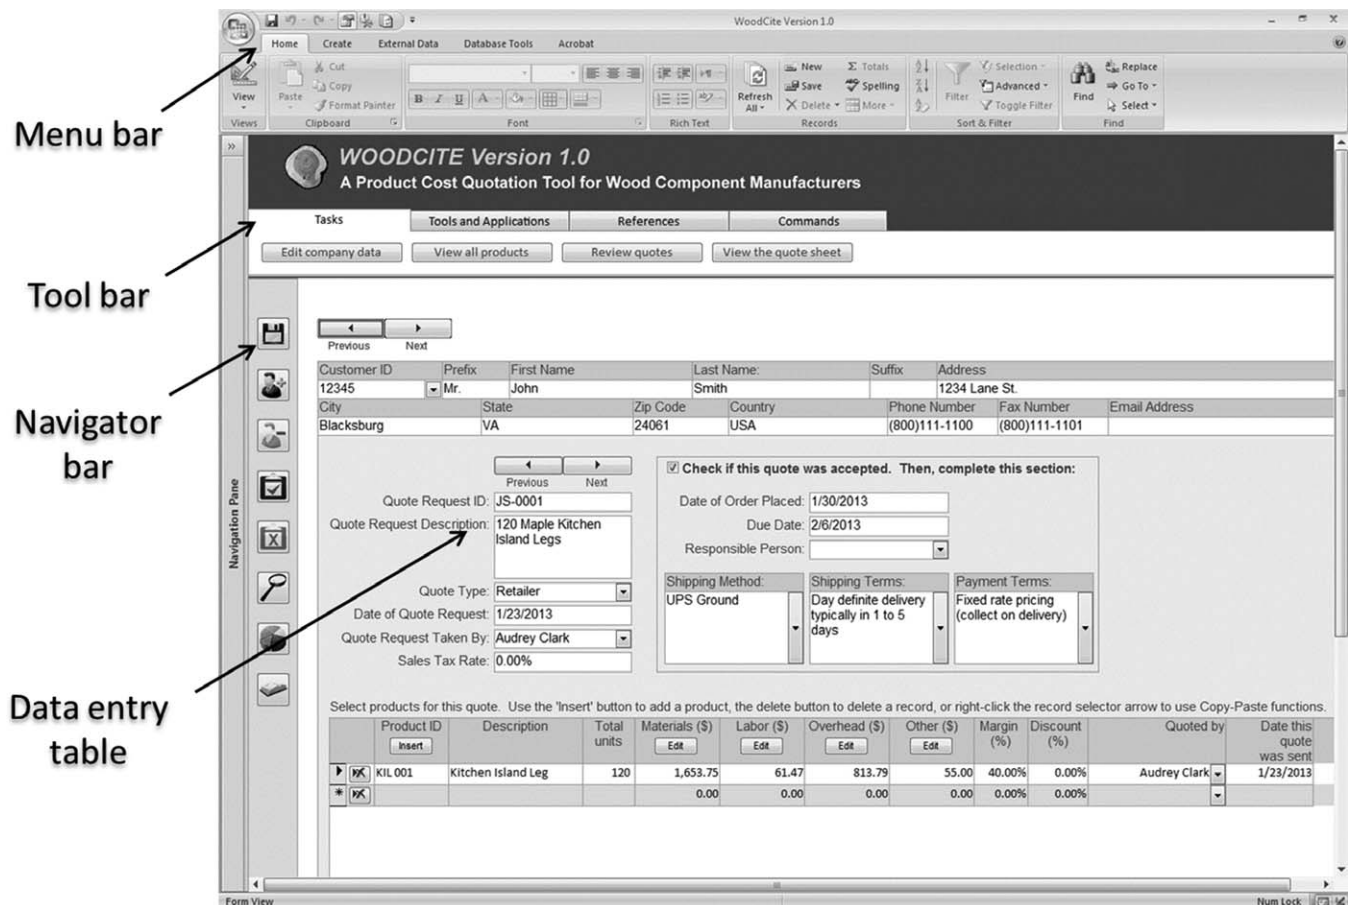 WoodCite Version 1.0
Home Create External Data Database Tools Acrobat
View
Views
Paste
Cut
Copy
Format Painter
Clipboard
B I U A
Font
Rich Text
Refresh All
New
Save
Delete
Totals
Spelling
More
Records
Filter
Selection
Advanced
Toggle Filter
Sort & Filter
Find
Replace
Go To
Select
Find
Menu bar
WOODCITE Version 1.0
A Product Cost Quotation Tool for Wood Component Manufacturers
Tasks Tools and Applications References Commands
Edit company data View all products Review quotes View the quote sheet
Tool bar
Navigator
bar
Navigation Pane
Previous Next
Customer ID Prefix First Name Last Name: Suffix Address
12345 Mr. John Smith 1234 Lane St.
City State Zip Code Country Phone Number Fax Number Email Address
Blacksburg VA 24061 USA (800)111-1100 (800)111-1101
Previous Next
Quote Request ID: JS-0001
Quote Request Description: 120 Maple Kitchen
Island Legs
Quote Type: Retailer
Date of Quote Request: 1/23/2013
Quote Request Taken By: Audrey Clark
Sales Tax Rate: 0.00%
Check if this quote was accepted. Then, complete this section:
Date of Order Placed: 1/30/2013
Due Date: 2/6/2013
Responsible Person:
Shipping Method: Shipping Terms: Payment Terms:
UPS Ground
Day definite delivery
typically in 1 to 5
days
Fixed rate pricing
(collect on delivery)
Data entry
table
Select products for this quote. Use the 'Insert' button to add a product, the delete button to delete a record, or right-click the record selector arrow to use Copy-Paste functions.
Product ID Description Total units Materials ($) Labor ($) Overhead ($) Other ($) Margin (%) Discount (%) Quoted by Date this quote was sent
Insert Edit Edit Edit Edit
KIL 001 Kitchen Island Leg 120 1,653.75 61.47 813.79 55.00 40.00% 0.00% Audrey Clark 1/23/2013
0.00 0.00 0.00 0.00 0.00% 0.00%
Form View Num Lock